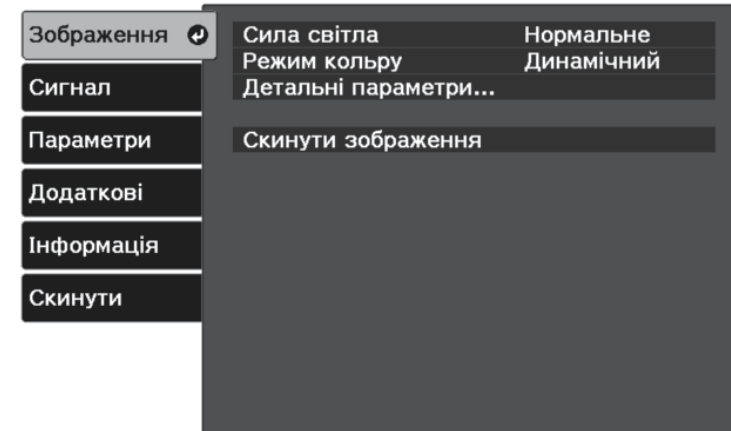 Зображення
Сигнал
Параметри
Додаткові
Інформація
Скинути
Сила світла Нормальне
Режим кольру Динамічний
Детальні параметри...
Скинути зображення